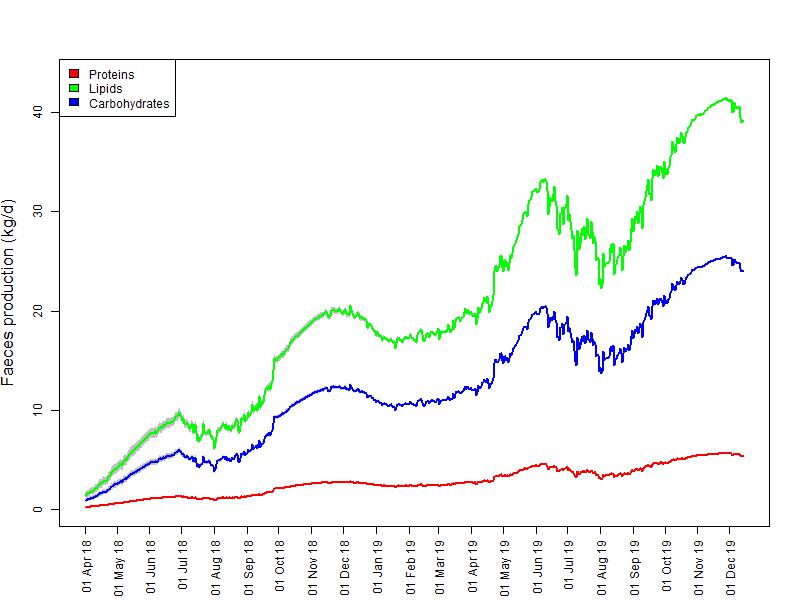 Proteins
Lipids
Carbohydrates
Faeces production (kg/d)
40
30
20
10
0
01 Apr 18
01 May 18
01 Jun 18
01 Jul 18
01 Aug 18
01 Sep 18
01 Oct 18
01 Nov 18
01 Dec 18
01 Jan 19
01 Feb 19
01 Mar 19
01 Apr 19
01 May 19
01 Jun 19
01 Jul 19
01 Aug 19
01 Sep 19
01 Oct 19
01 Nov 19
01 Dec 19